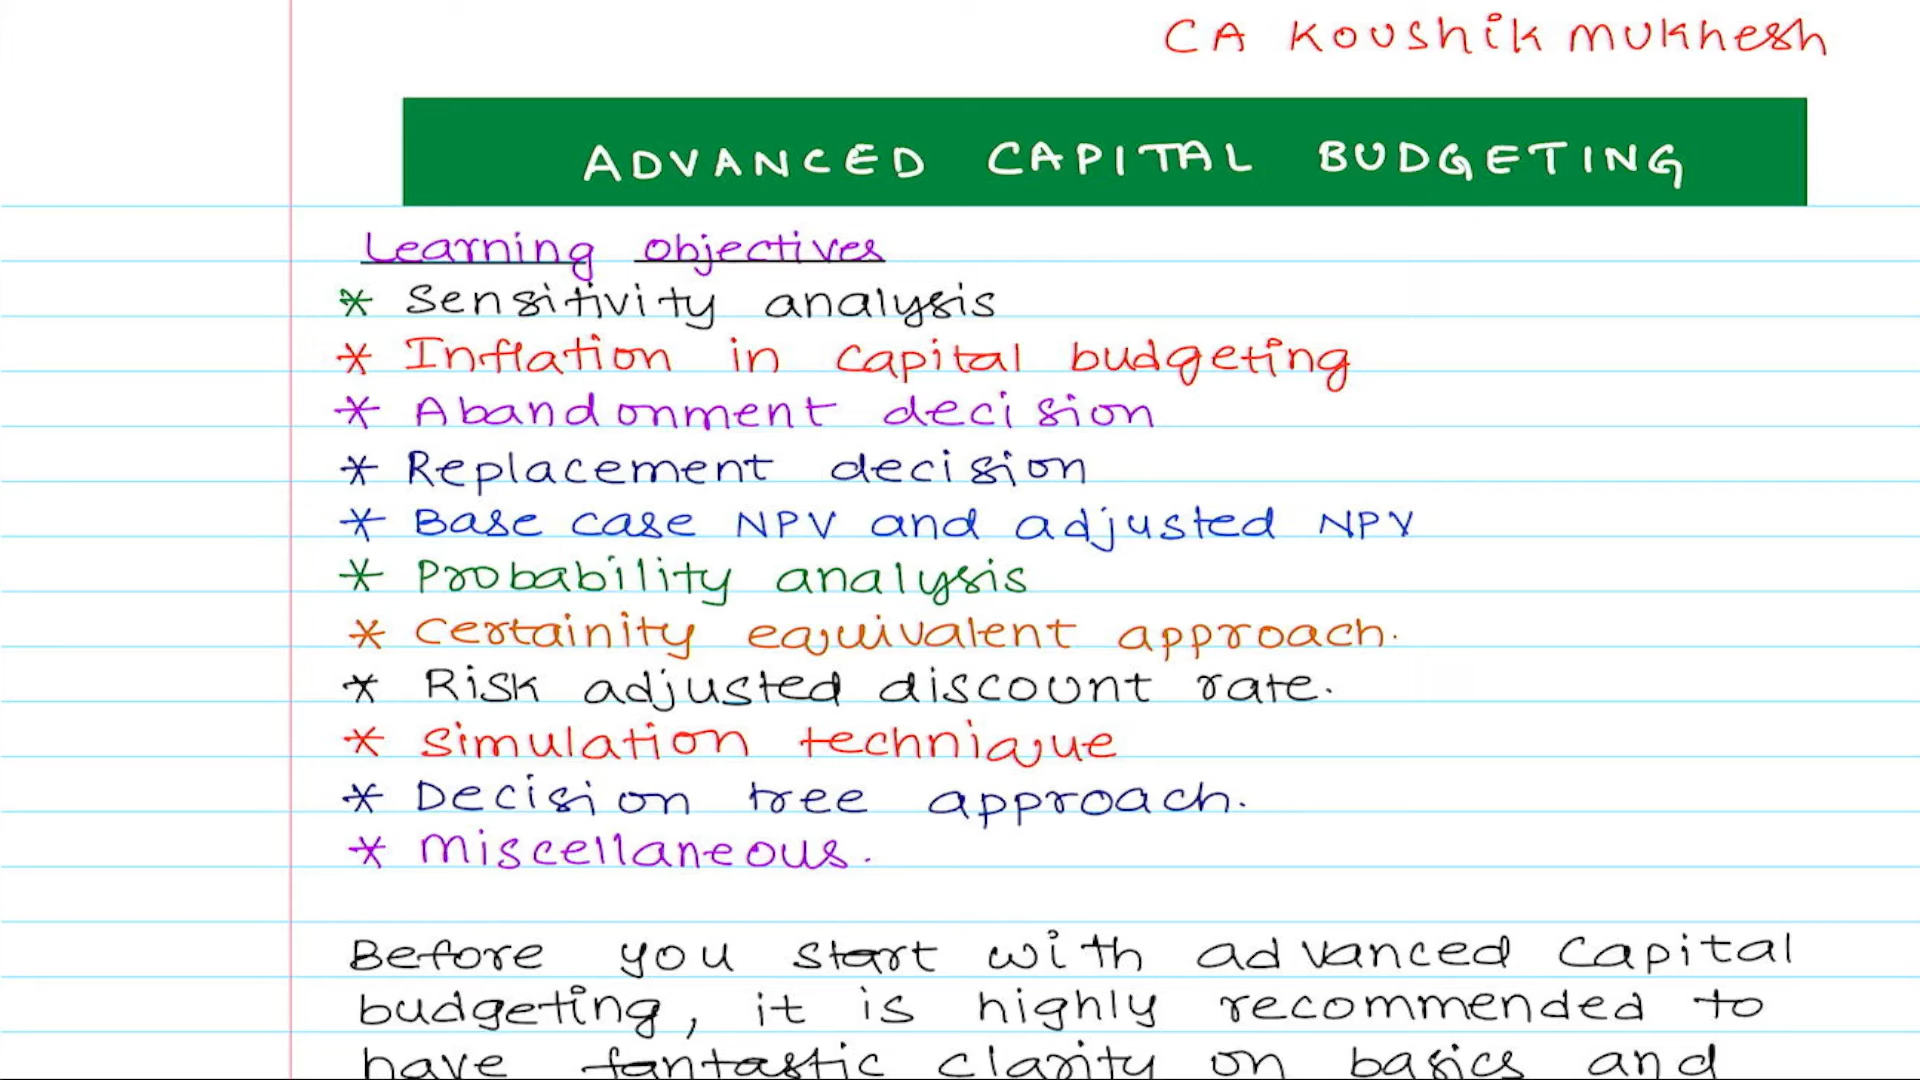 CA Koushik Mukhesh
ADVANCED CAPITAL BUDGETING
Learning Objectives
* Sensitivity analysis
* Inflation in capital budgeting
* Abandonment decision
* Replacement decision
* Base case NPV and adjusted NPV
* Probability analysis
* Certainity equivalent approach.
* Risk adjusted discount rate.
* Simulation technique
* Decision tree approach.
* Miscellaneous.
Before you start with advanced capital
budgeting, it is highly recommended to
have fantastic clarity on basics and